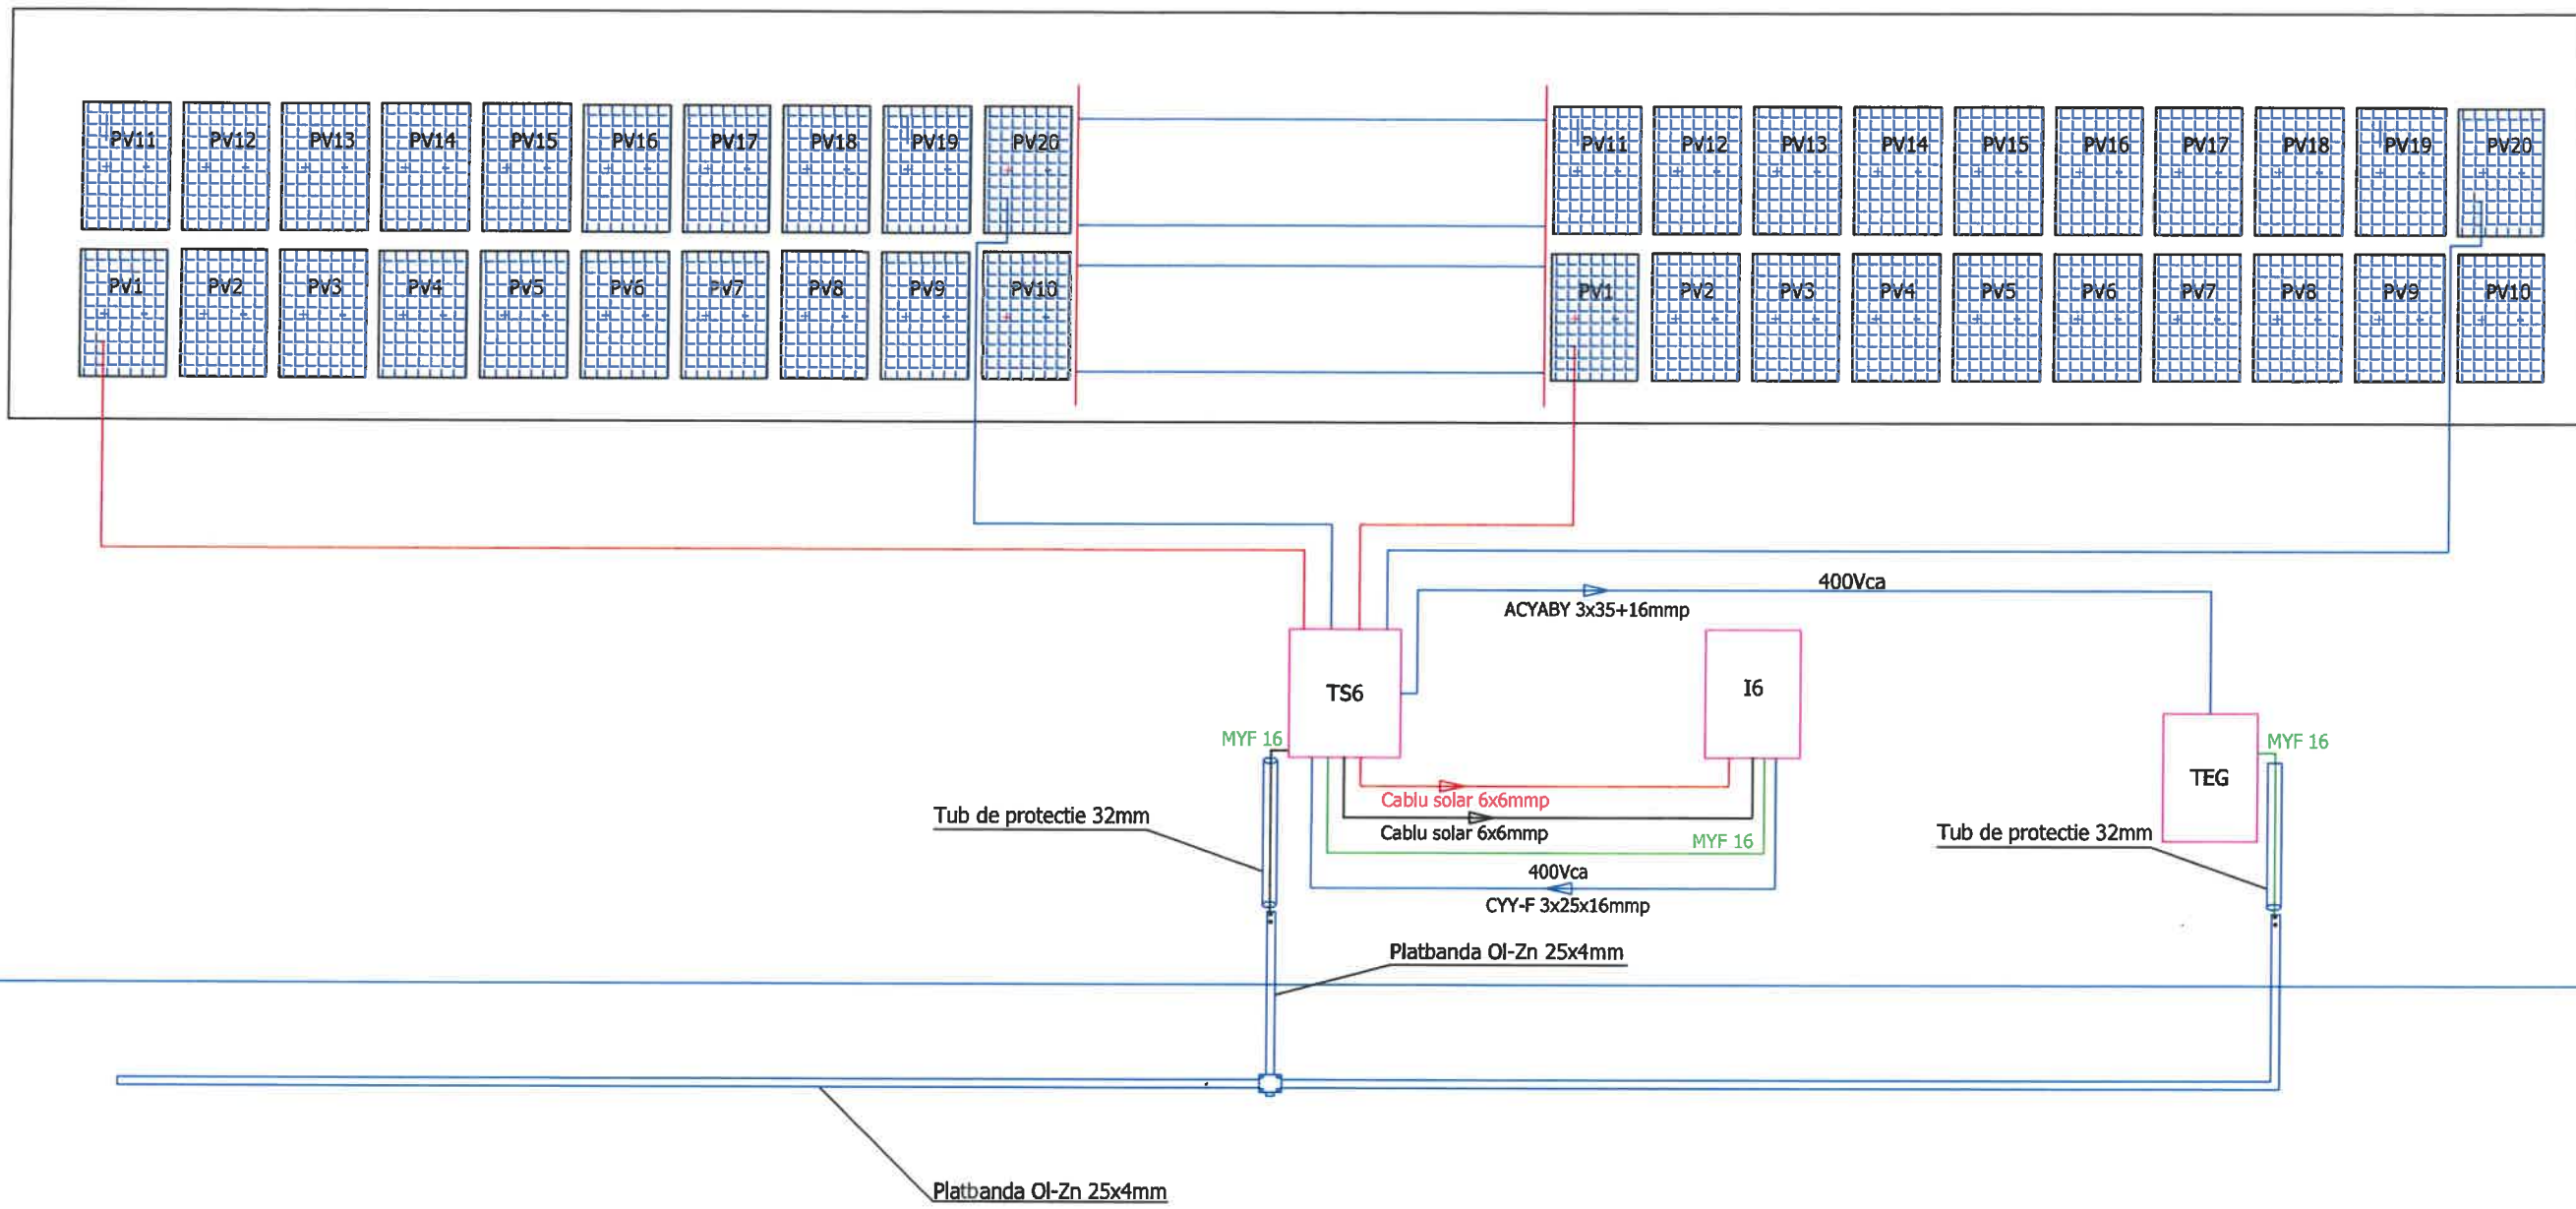 PV11 PV12 PV13 PV14 PV15 PV16 PV17 PV18 PV19 PV20 PV11 PV12 PV13 PV14 PV15 PV16 PV17 PV18 PV19 PV20
PV1 PV2 PV3 PV4 PV5 PV6 PV7 PV8 PV9 PV10 PV1 PV2 PV3 PV4 PV5 PV6 PV7 PV8 PV9 PV10
400Vca
ACYABY 3x35+16mmp
TS6
I6
TEG
MYF 16
MYF 16
Cablu solar 6x6mmp
Cablu solar 6x6mmp
MYF 16
400Vca
CYY-F 3x25x16mmp
Tub de protectie 32mm
Tub de protectie 32mm
Platbanda Ol-Zn 25x4mm
Platbanda Ol-Zn 25x4mm